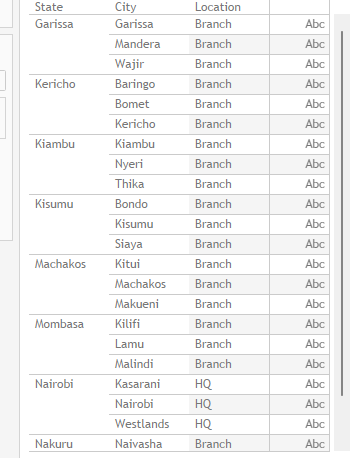 State City Location
Garissa Garissa Branch Abc
Mandera Branch Abc
Wajir Branch Abc
Kericho Baringo Branch Abc
Bomet Branch Abc
Kericho Branch Abc
Kiambu Kiambu Branch Abc
Nyeri Branch Abc
Thika Branch Abc
Kisumu Bondo Branch Abc
Kisumu Branch Abc
Siaya Branch Abc
Machakos Kitui Branch Abc
Machakos Branch Abc
Makueni Branch Abc
Mombasa Kilifi Branch Abc
Lamu Branch Abc
Malindi Branch Abc
Nairobi Kasarani HQ Abc
Nairobi HQ Abc
Westlands HQ Abc
Nakuru Naivasha Branch Abc